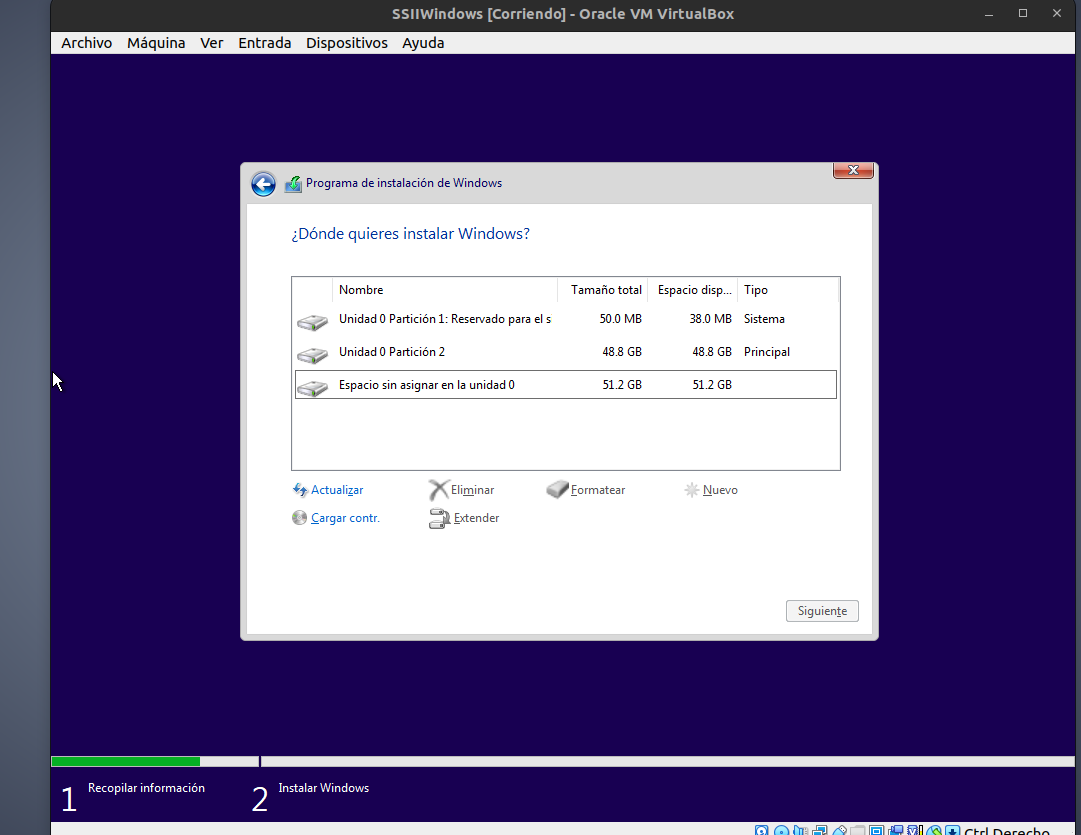 SSIIWindows [Corriendo] - Oracle VM VirtualBox
Archivo Máquina Ver Entrada Dispositivos Ayuda
Programa de instalación de Windows
¿Dónde quieres instalar Windows?
Nombre Tamaño total Espacio disp... Tipo
Unidad 0 Partición 1: Reservado para el s 50.0 MB 38.0 MB Sistema
Unidad 0 Partición 2 48.8 GB 48.8 GB Principal
Espacio sin asignar en la unidad 0 51.2 GB 51.2 GB
Actualizar Eliminar Formatear Nuevo
Cargar contr. Extender
Siguiente
1 Recopilar información 2 Instalar Windows
Ctrl Derecho